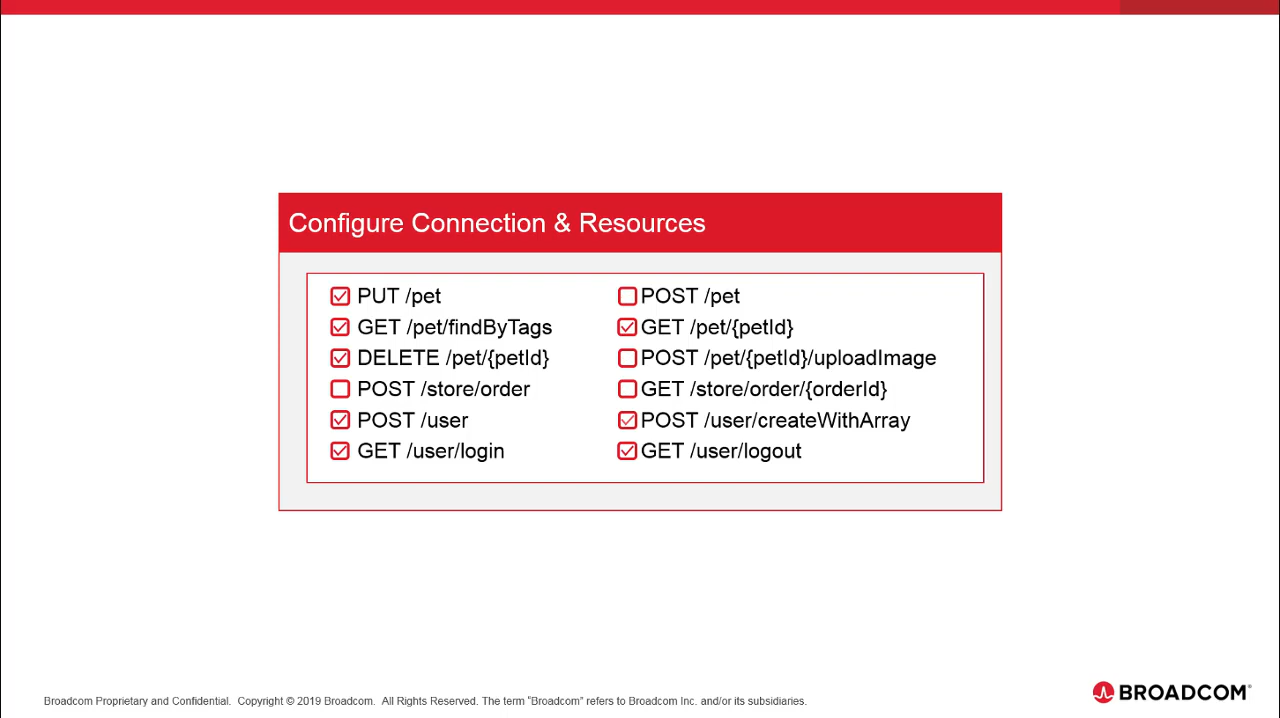 Configure Connection & Resources
PUT /pet
POST /pet
GET /pet/findByTags
GET /pet/{petId}
DELETE /pet/{petId}
POST /pet/{petId}/uploadImage
POST /store/order
GET /store/order/{orderId}
POST /user
POST /user/createWithArray
GET /user/login
GET /user/logout
Broadcom Proprietary and Confidential. Copyright © 2019 Broadcom. All Rights Reserved. The term "Broadcom" refers to Broadcom Inc. and/or its subsidiaries.
BROADCOM®